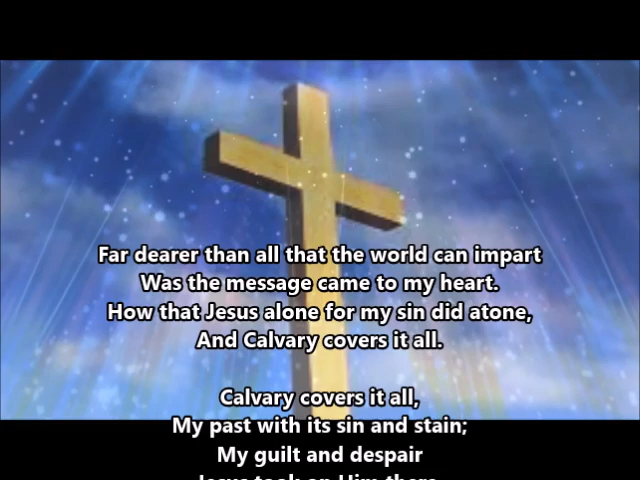 Far dearer than all that the world can impart
Was the message came to my heart.
How that Jesus alone for my sin did atone,
And Calvary covers it all.
Calvary covers it all,
My past with its sin and stain;
My guilt and despair
Jesus took on Him there